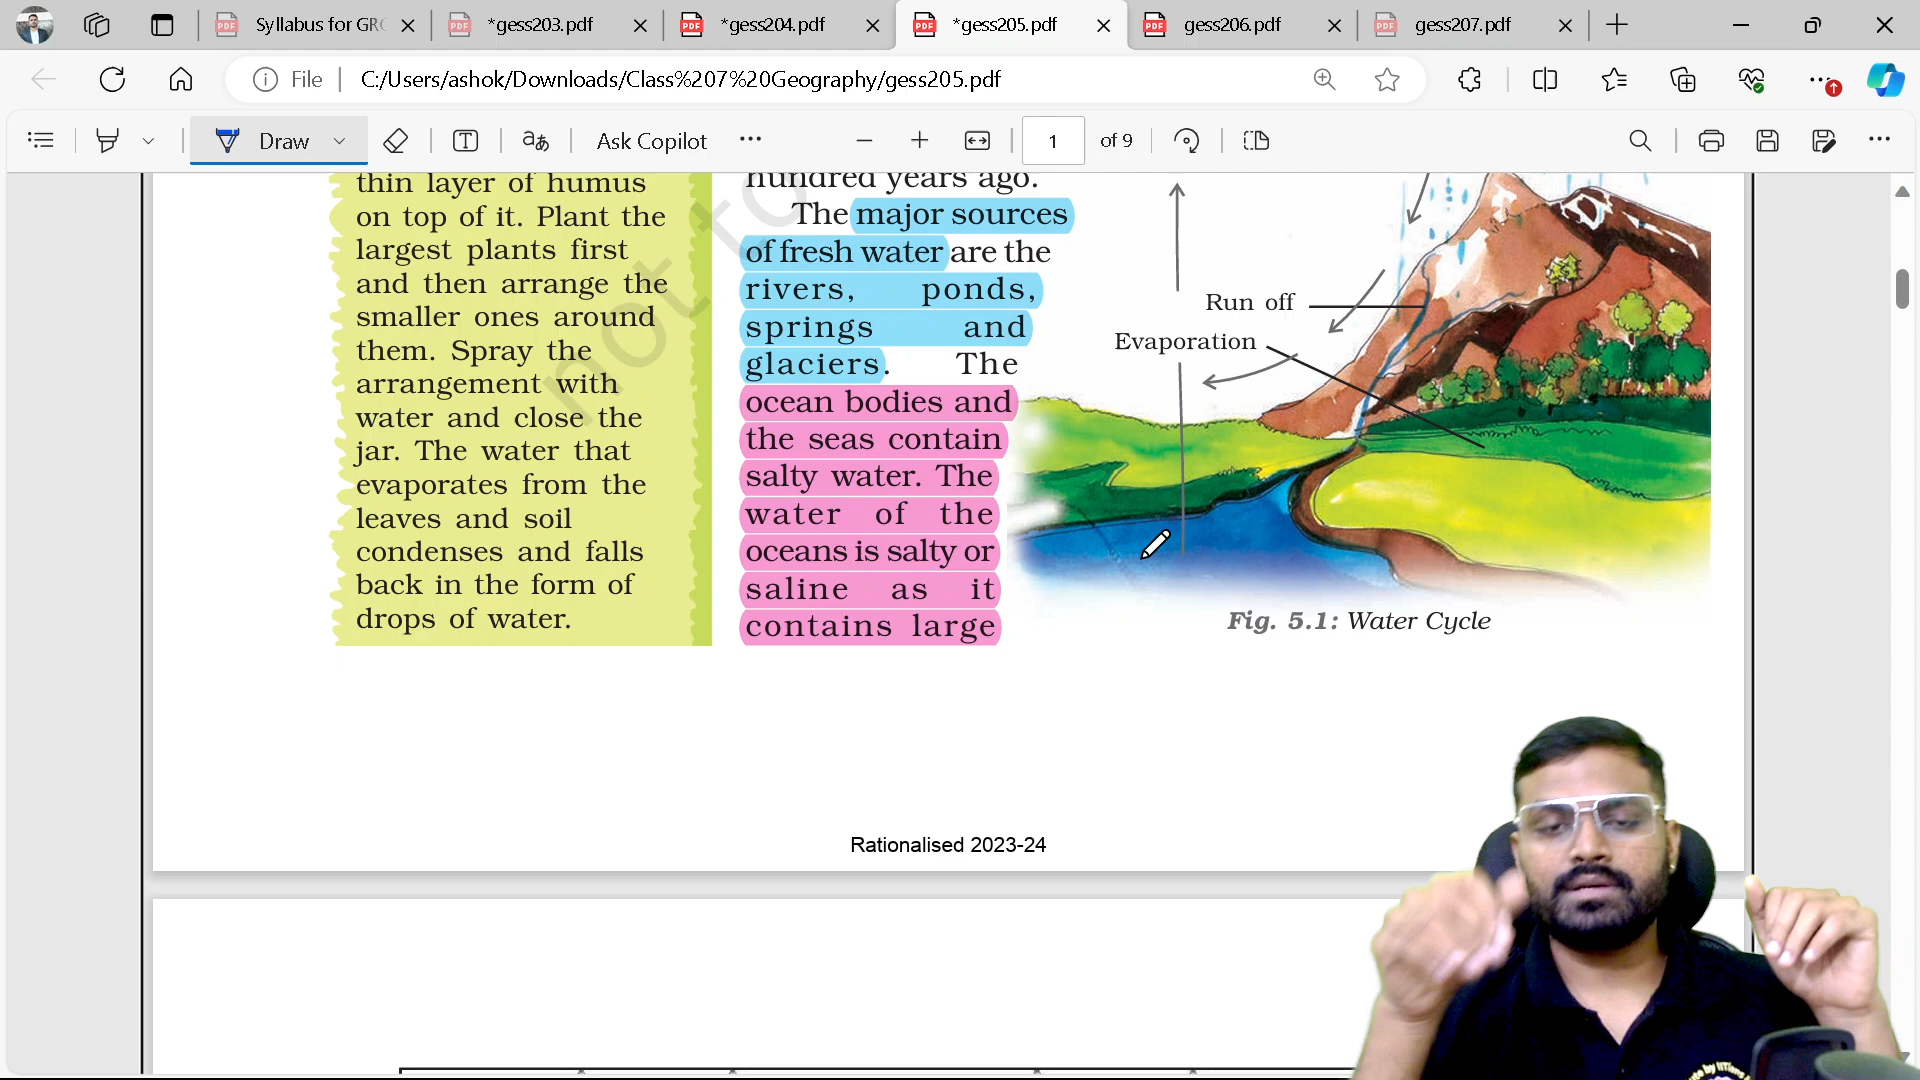 Syllabus for GRO
*gess203.pdf
*gess204.pdf
*gess205.pdf
gess206.pdf
gess207.pdf
File
C:/Users/ashok/Downloads/Class%207%20Geography/gess205.pdf
Draw
Ask Copilot
1
of 9
thin layer of humus
on top of it. Plant the
largest plants first
and then arrange the
smaller ones around
them. Spray the
arrangement with
water and close the
jar. The water that
evaporates from the
leaves and soil
condenses and falls
back in the form of
drops of water.
hundred years ago.
The major sources
of fresh water are the
rivers, ponds,
springs and
glaciers. The
ocean bodies and
the seas contain
salty water. The
water of the
oceans is salty or
saline as it
contains large
not to
Run off
Evaporation
Fig. 5.1: Water Cycle
Rationalised 2023-24